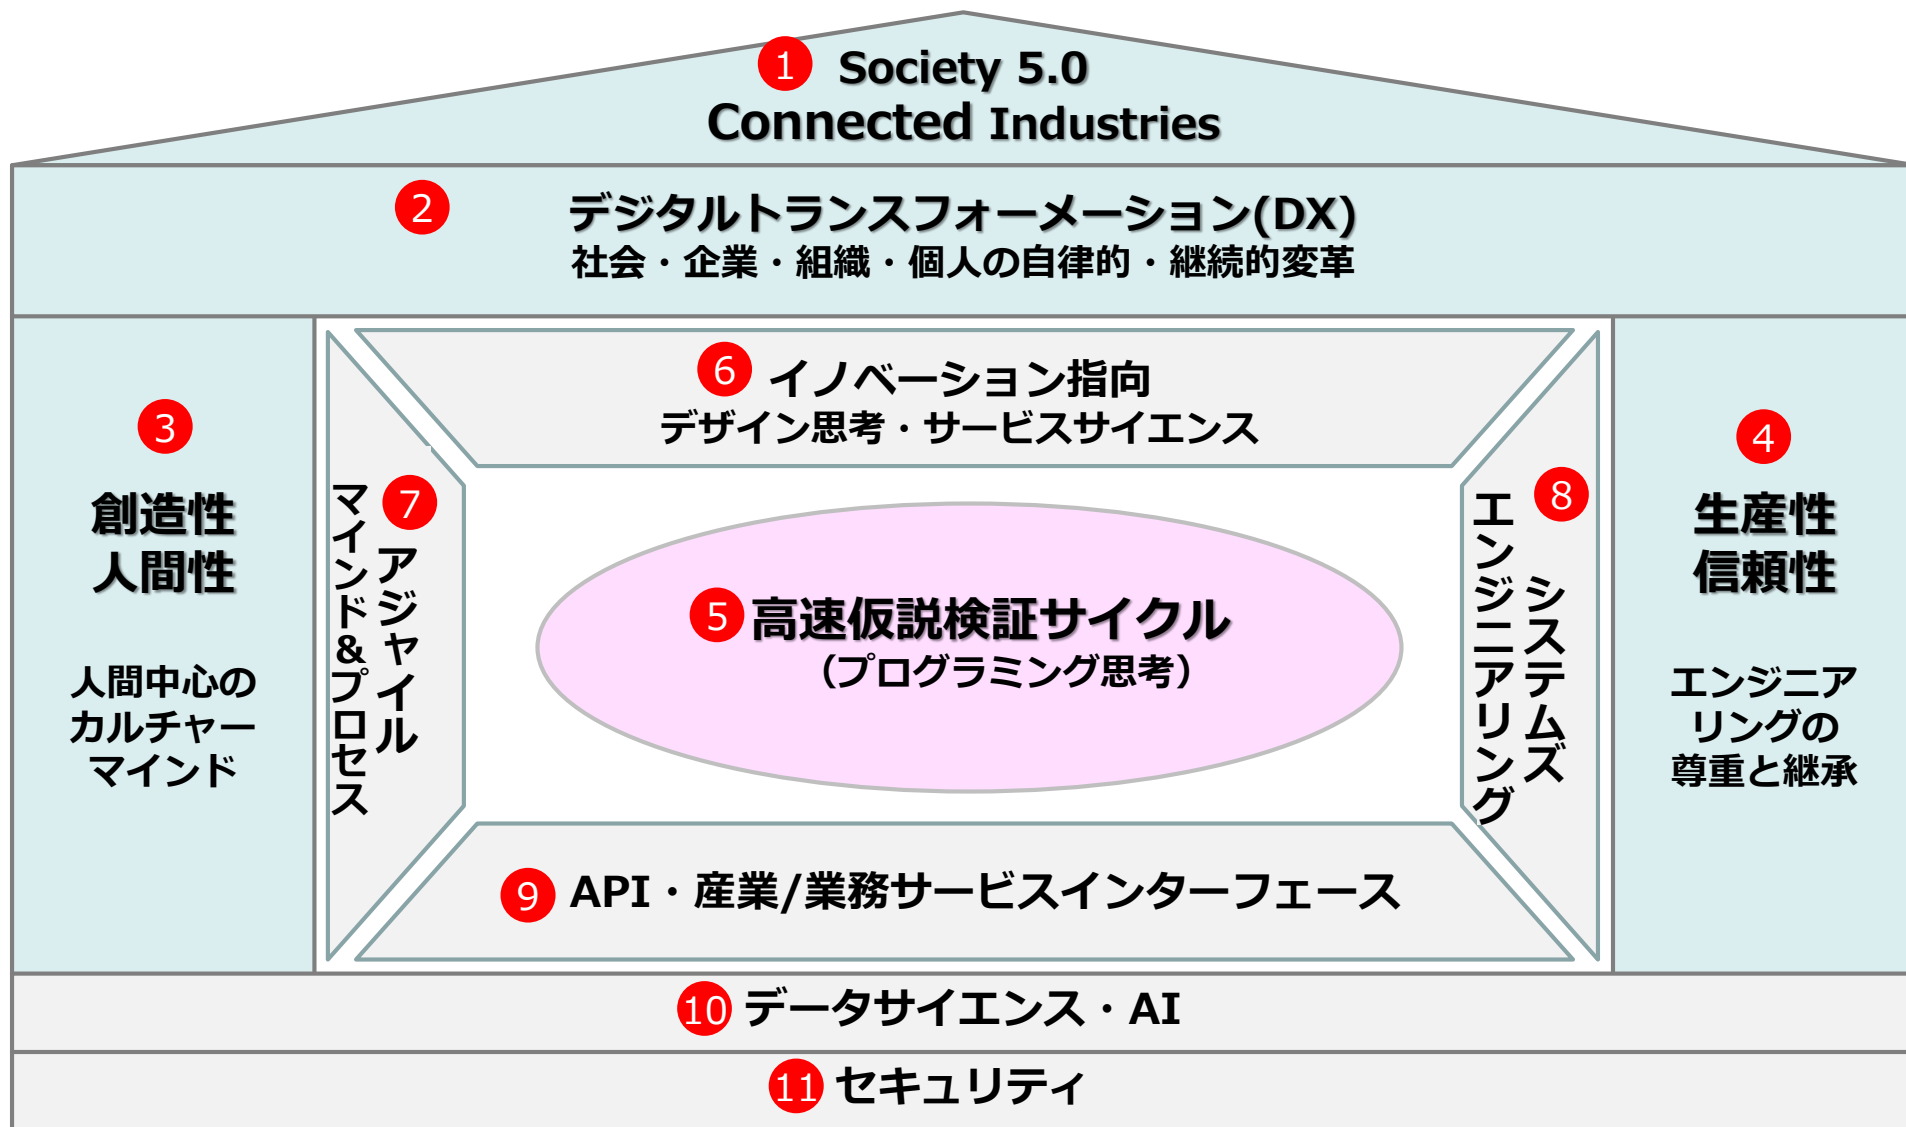 1 Society 5.0
Connected Industries
2 デジタルトランスフォーメーション(DX)
社会・企業・組織・個人の自律的・継続的変革
3
創造性
人間性
人間中心の
カルチャー
マインド
7 アジャイル
マインド&プロセス
6 イノベーション指向
デザイン思考・サービスサイエンス
5 高速仮説検証サイクル
（プログラミング思考）
8 システムズ
エンジニアリング
4
生産性
信頼性
エンジニア
リングの
尊重と継承
9 API・産業/業務サービスインターフェース
10 データサイエンス・AI
11 セキュリティ